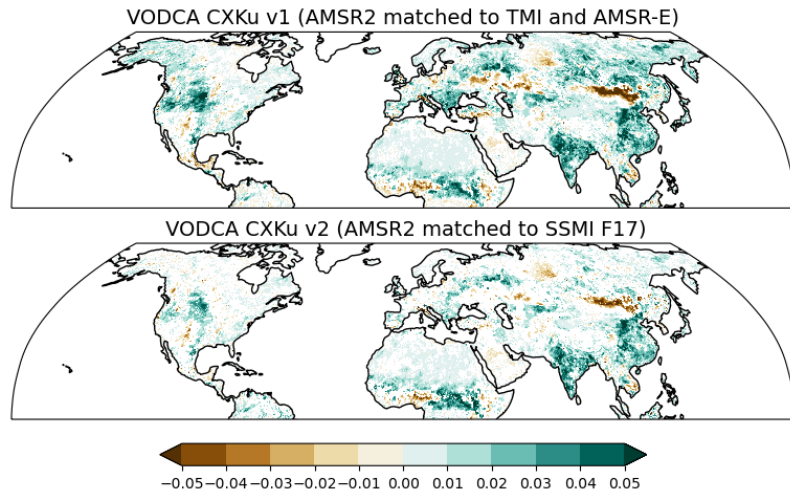 VODCA CXKu v1 (AMSR2 matched to TMI and AMSR-E)
VODCA CXKu v2 (AMSR2 matched to SSMI F17)
−0.05 −0.04 −0.03 −0.02 −0.01 0.00 0.01 0.02 0.03 0.04 0.05